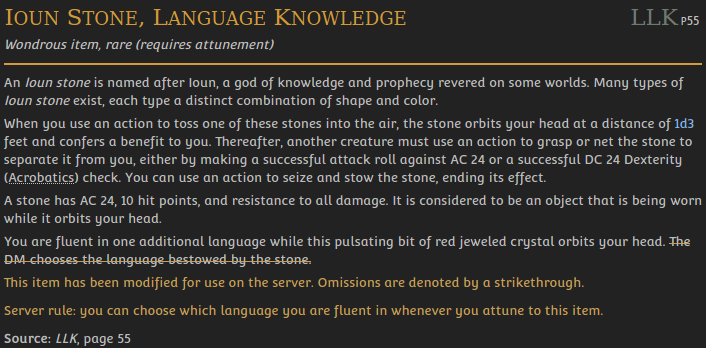 Ioun Stone, Language Knowledge LLK P55
Wondrous item, rare (requires attunement)
An Ioun stone is named after Ioun, a god of knowledge and prophecy revered on some worlds. Many types of
Ioun stone exist, each type a distinct combination of shape and color.
When you use an action to toss one of these stones into the air, the stone orbits your head at a distance of 1d3
feet and confers a benefit to you. Thereafter, another creature must use an action to grasp or net the stone to
separate it from you, either by making a successful attack roll against AC 24 or a successful DC 24 Dexterity
(Acrobatics) check. You can use an action to seize and stow the stone, ending its effect.
A stone has AC 24, 10 hit points, and resistance to all damage. It is considered to be an object that is being worn
while it orbits your head.
You are fluent in one additional language while this pulsating bit of red jeweled crystal orbits your head. The
DM chooses the language bestowed by the stone.
This item has been modified for use on the server. Omissions are denoted by a strikethrough.
Server rule: you can choose which language you are fluent in whenever you attune to this item.
Source: LLK, page 55